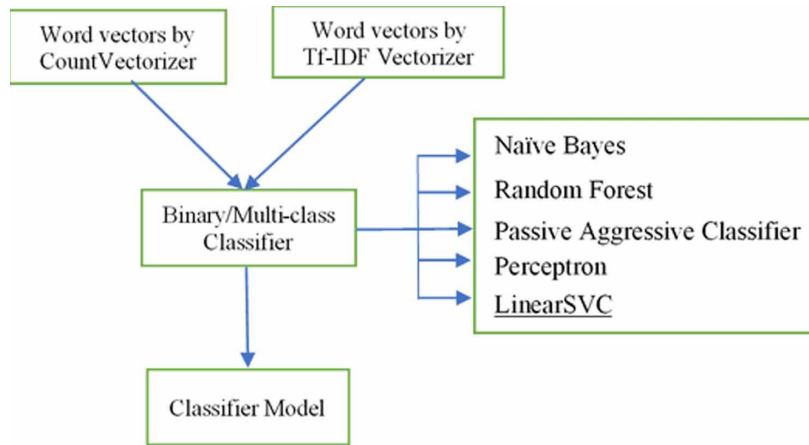 Word vectors by
CountVectorizer
Word vectors by
Tf-IDF Vectorizer
Binary/Multi-class
Classifier
Naïve Bayes
Random Forest
Passive Aggressive Classifier
Perceptron
LinearSVC
Classifier Model